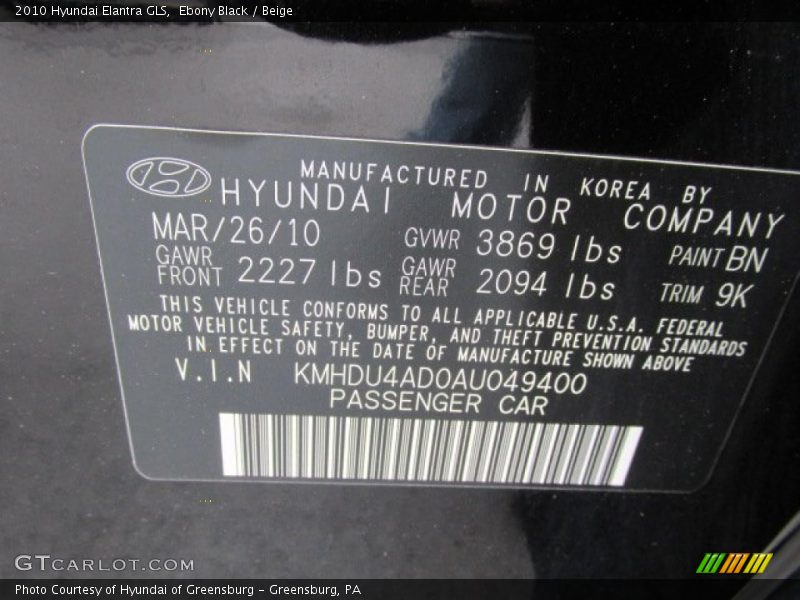 2010 Hyundai Elantra GLS, Ebony Black / Beige
MANUFACTURED IN KOREA BY
HYUNDAI MOTOR COMPANY
MAR/26/10 GVWR 3869 lbs PAINT BN
GAWR FRONT 2227 lbs GAWR REAR 2094 lbs TRIM 9K
THIS VEHICLE CONFORMS TO ALL APPLICABLE U.S.A. FEDERAL
MOTOR VEHICLE SAFETY, BUMPER, AND THEFT PREVENTION STANDARDS
IN EFFECT ON THE DATE OF MANUFACTURE SHOWN ABOVE
V.I.N KMHDU4AD0AU049400
PASSENGER CAR
GTCARLOT.COM
Photo Courtesy of Hyundai of Greensburg - Greensburg, PA